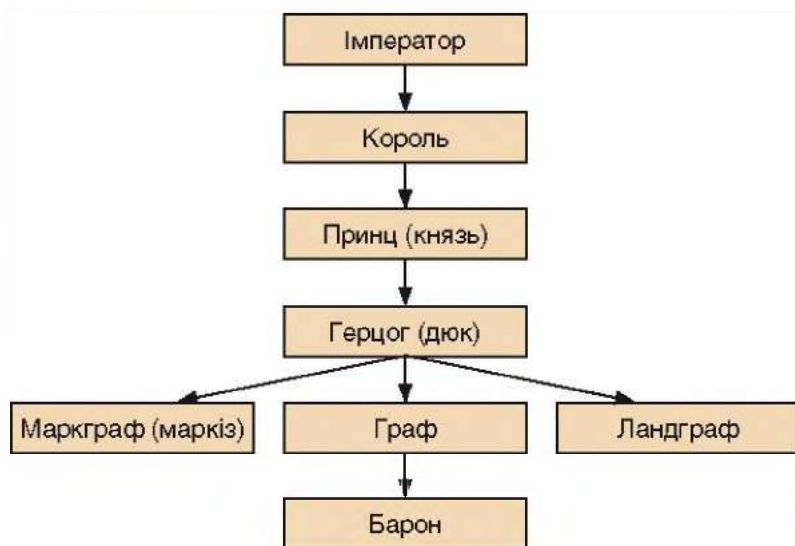 Імператор
Король
Принц (князь)
Герцог (дюк)
Маркграф (маркіз)
Граф
Ландграф
Барон